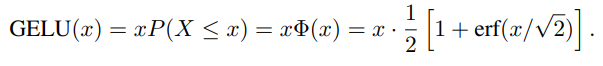 GELU(x) = xP(X ≤ x) = xΦ(x) = x · 1/2 [1 + erf(x/√2)].